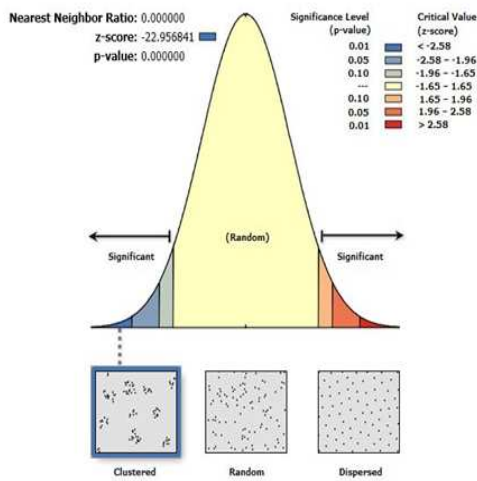 Nearest Neighbor Ratio: 0.000000
z-score: -22.956841
p-value: 0.000000
Significance Level
(p-value)
Critical Value
(z-score)
0.01 < -2.58
0.05 -2.58 – -1.96
0.10 -1.96 – -1.65
--- -1.65 – 1.65
0.10 1.65 – 1.96
0.05 1.96 – 2.58
0.01 > 2.58
Significant
(Random)
Significant
Clustered
Random
Dispersed